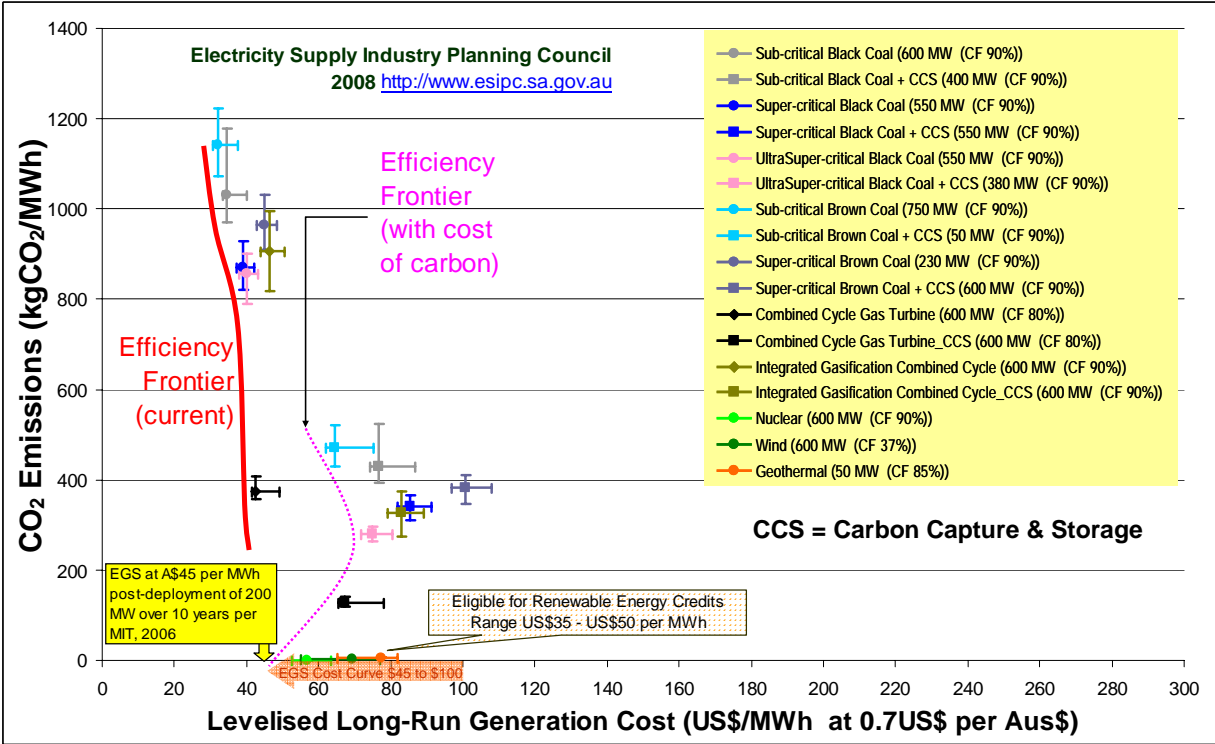 1400
1200
1000
800
600
400
200
0
CO2 Emissions (kgCO2/MWh)
Electricity Supply Industry Planning Council
2008 http://www.esipc.sa.gov.au
Efficiency
Frontier
(with cost
of carbon)
Efficiency
Frontier
(current)
Sub-critical Black Coal (600 MW (CF 90%))
Sub-critical Black Coal + CCS (400 MW (CF 90%))
Super-critical Black Coal (550 MW (CF 90%))
Super-critical Black Coal + CCS (550 MW (CF 90%))
UltraSuper-critical Black Coal (550 MW (CF 90%))
UltraSuper-critical Black Coal + CCS (380 MW (CF 90%))
Sub-critical Brown Coal (750 MW (CF 90%))
Sub-critical Brown Coal + CCS (50 MW (CF 90%))
Super-critical Brown Coal (230 MW (CF 90%))
Super-critical Brown Coal + CCS (600 MW (CF 90%))
Combined Cycle Gas Turbine (600 MW (CF 80%))
Combined Cycle Gas Turbine_CCS (600 MW (CF 80%))
Integrated Gasification Combined Cycle (600 MW (CF 90%))
Integrated Gasification Combined Cycle_CCS (600 MW (CF 90%))
Nuclear (600 MW (CF 90%))
Wind (600 MW (CF 37%))
Geothermal (50 MW (CF 85%))
CCS = Carbon Capture & Storage
EGS at A$45 per MWh
post-deployment of 200
MW over 10 years per
MIT, 2006
Eligible for Renewable Energy Credits
Range US$35 - US$50 per MWh
EGS Cost Curve $45 to $100
0 20 40 60 80 100 120 140 160 180 200 220 240 260 280 300
Levelised Long-Run Generation Cost (US$/MWh at 0.7US$ per Aus$)